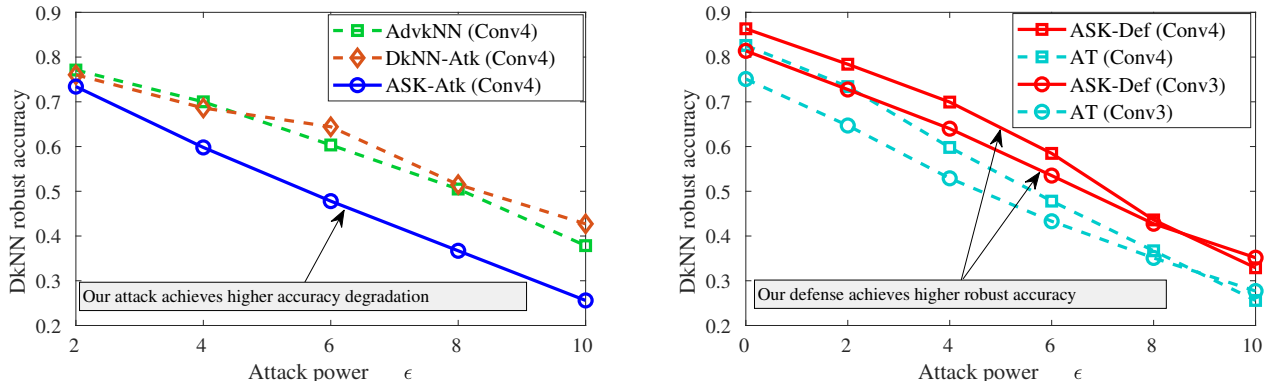 0.9
0.8
0.7
0.6
0.5
0.4
0.3
0.2
2
4
6
8
10
DkNN robust accuracy
Attack power ϵ
AdvkNN (Conv4)
DkNN-Atk (Conv4)
ASK-Atk (Conv4)
Our attack achieves higher accuracy degradation
0.9
0.8
0.7
0.6
0.5
0.4
0.3
0.2
0
2
4
6
8
10
DkNN robust accuracy
Attack power ϵ
ASK-Def (Conv4)
AT (Conv4)
ASK-Def (Conv3)
AT (Conv3)
Our defense achieves higher robust accuracy